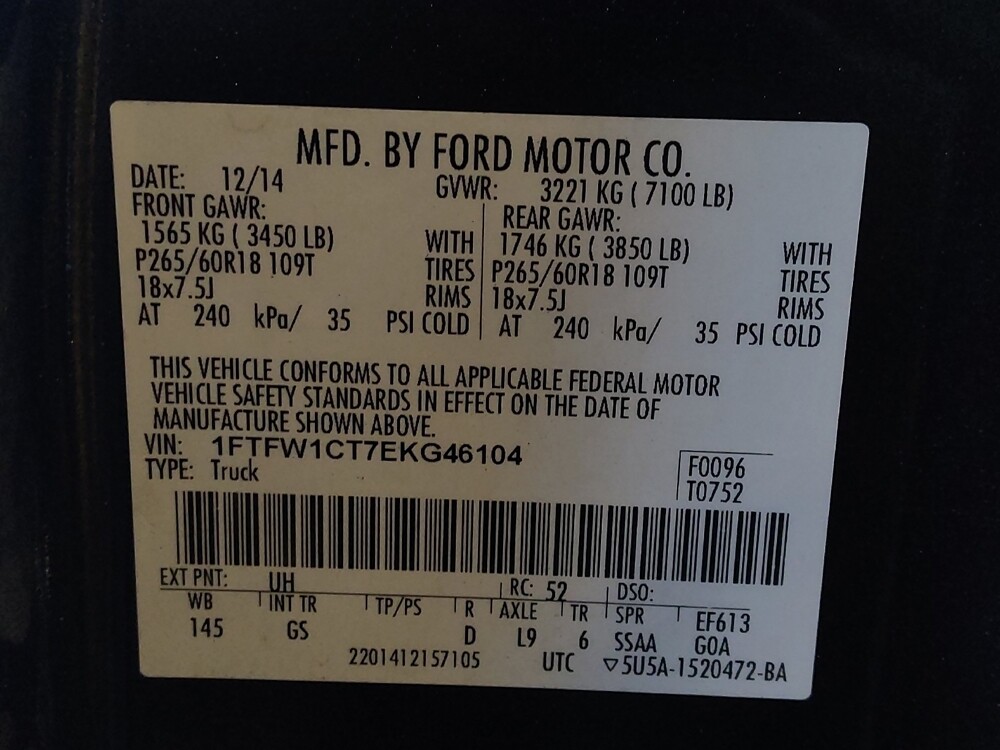 MFD. BY FORD MOTOR CO.
DATE: 12/14 GVWR: 3221 KG ( 7100 LB)
FRONT GAWR: REAR GAWR:
1565 KG ( 3450 LB) WITH 1746 KG ( 3850 LB) WITH
P265/60R18 109T TIRES P265/60R18 109T TIRES
18x7.5J RIMS 18x7.5J RIMS
AT 240 kPa/ 35 PSI COLD AT 240 kPa/ 35 PSI COLD
THIS VEHICLE CONFORMS TO ALL APPLICABLE FEDERAL MOTOR
VEHICLE SAFETY STANDARDS IN EFFECT ON THE DATE OF
MANUFACTURE SHOWN ABOVE.
VIN: 1FTFW1CT7EKG46104
TYPE: Truck
F0096
T0752
EXT PNT: UH RC: 52 DSO:
WB INT TR TP/PS R AXLE TR SPR EF613
145 GS D L9 6 SSAA GOA
2201412157105 UTC ▽5U5A-1520472-BA